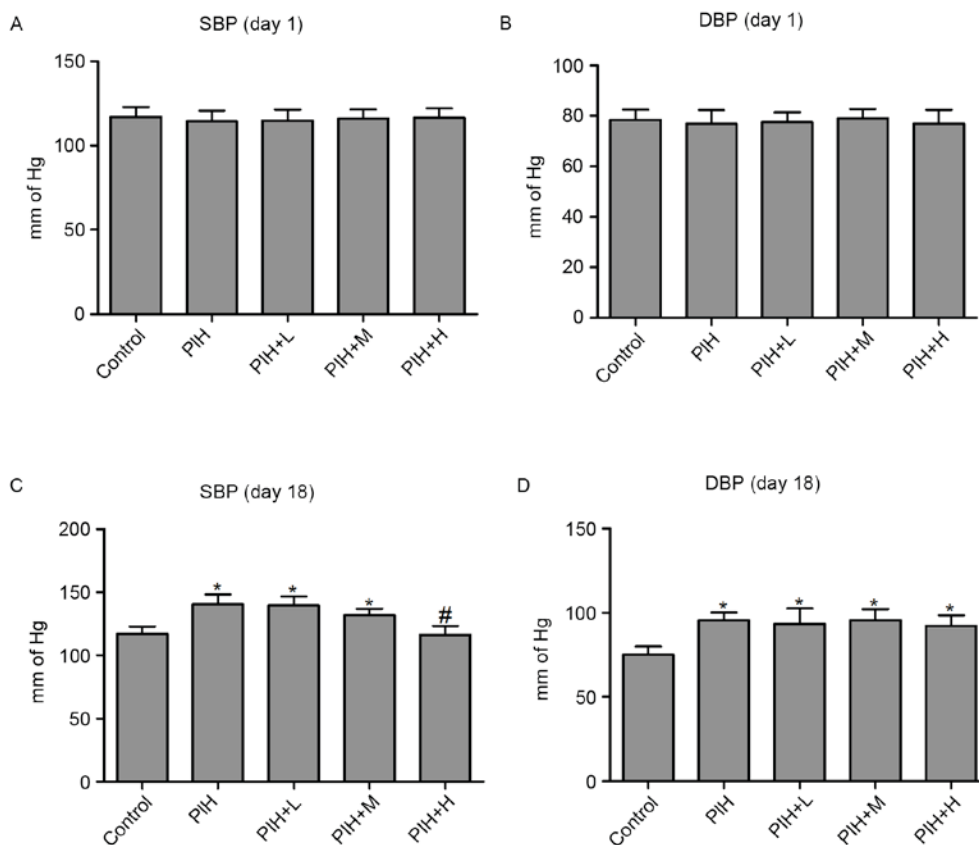 A
SBP (day 1)
mm of Hg
150
100
50
0
Control
PIH
PIH+L
PIH+M
PIH+H
B
DBP (day 1)
mm of Hg
100
80
60
40
20
0
Control
PIH
PIH+L
PIH+M
PIH+H
C
SBP (day 18)
mm of Hg
200
150
100
50
0
* * * #
Control
PIH
PIH+L
PIH+M
PIH+H
D
DBP (day 18)
mm of Hg
150
100
50
0
* * * *
Control
PIH
PIH+L
PIH+M
PIH+H